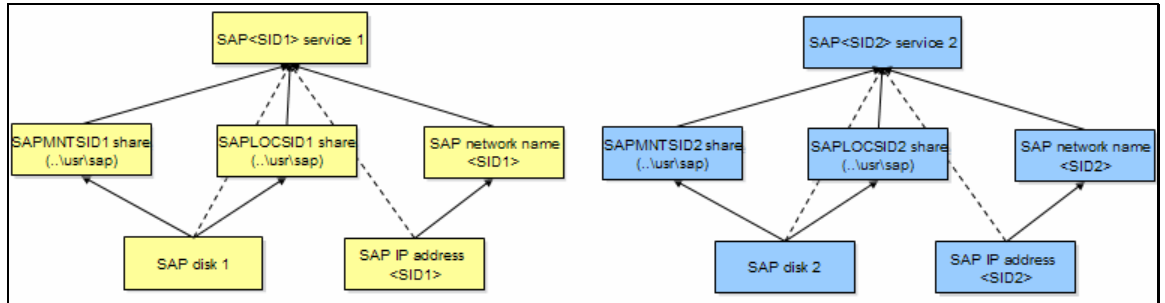 SAP<SID1> service 1
SAP<SID2> service 2
SAPMNTSID1 share
(..\usr\sap)
SAPLOCSID1 share
(..\usr\sap)
SAP network name
<SID1>
SAPMNTSID2 share
(..\usr\sap)
SAPLOCSID2 share
(..\usr\sap)
SAP network name
<SID2>
SAP disk 1
SAP IP address
<SID1>
SAP disk 2
SAP IP address
<SID2>